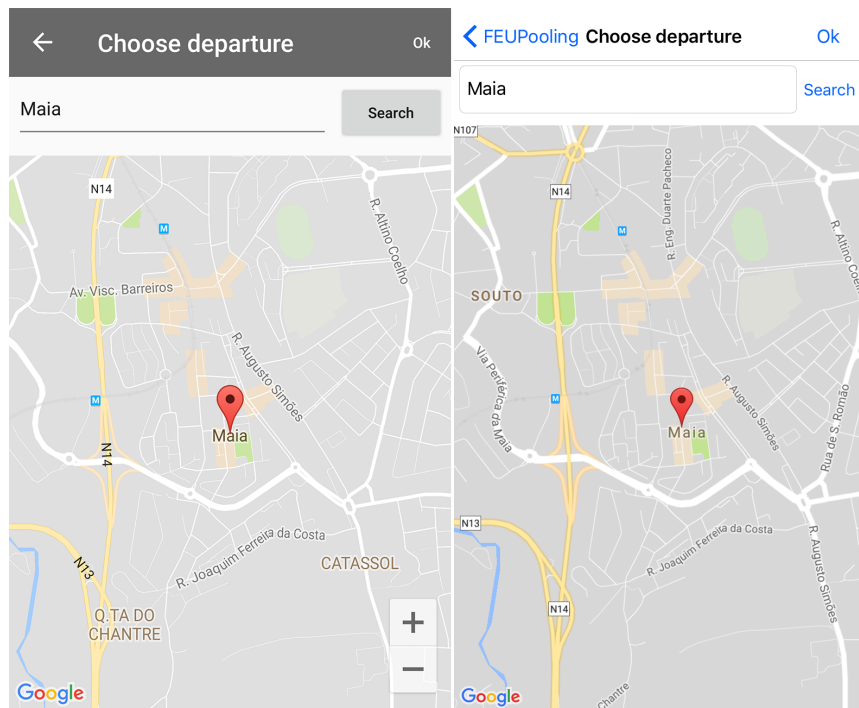 Choose departure
Ok
Maia
Search
N14
M
R. Altino Coelho
Av. Visc. Barreiros
R. Augusto Simões
M
Maia
N14
R. Joaquim Ferreira da Costa
CATASSOL
N13
Q.TA DO
CHANTRE
+
−
Google
FEUPooling
Choose departure
Ok
Maia
Search
N107
N14
R. Eng. Duarte Pacheco
M
R. Altino Coe
SOUTO
Via Periférica da Maia
M
R. Augusto Simões
Maia
Rua de S. Romão
N13
R. Joaquim Ferreira da Costa
R. Augusto Simões
N14
Chantre
Google